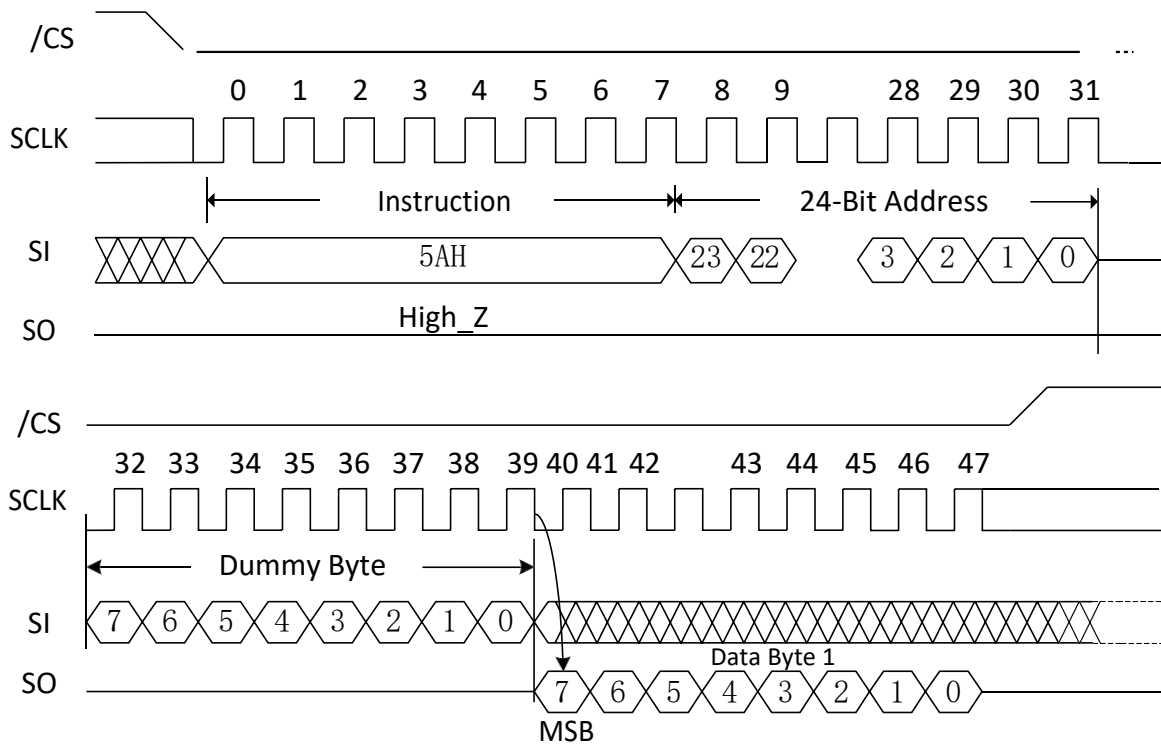 /CS
...
0 1 2 3 4 5 6 7 8 9 28 29 30 31
SCLK
Instruction 24-Bit Address
SI 5AH 23 22 3 2 1 0
High_Z
SO
/CS
32 33 34 35 36 37 38 39 40 41 42 43 44 45 46 47
SCLK
Dummy Byte
SI 7 6 5 4 3 2 1 0
Data Byte 1
SO 7 6 5 4 3 2 1 0
MSB